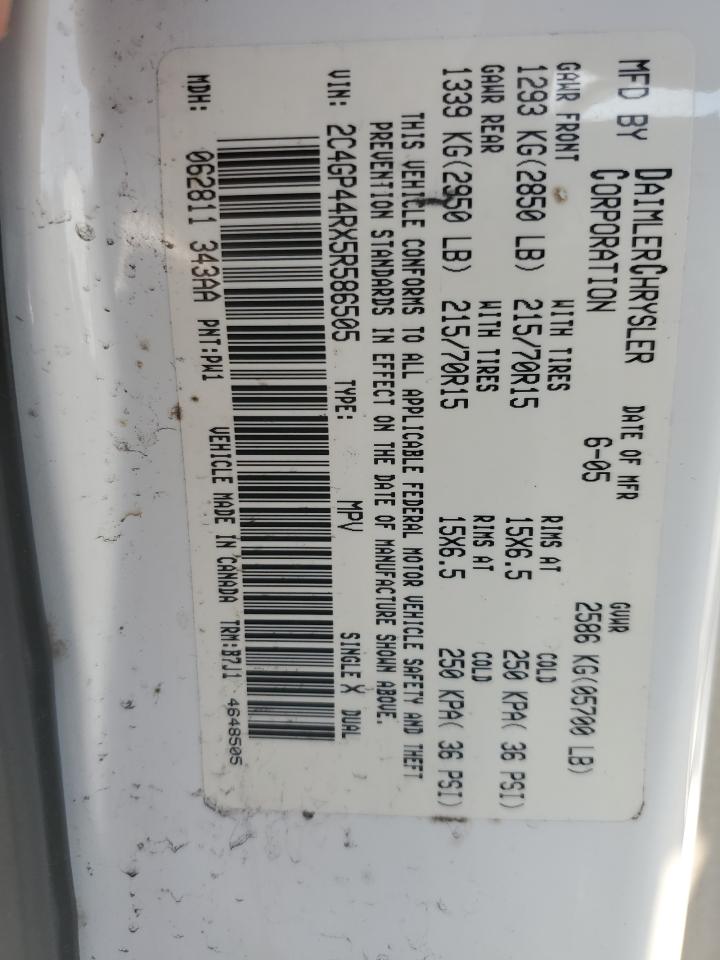 MFD BY DAIMLERCHRYSLER CORPORATION DATE OF MFR 6-05 GVWR 2586 KG(05700 LB)
GAWR FRONT WITH TIRES RIMS AT COLD
1293 KG(2850 LB) 215/70R15 15X6.5 250 KPA( 36 PSI)
GAWR REAR WITH TIRES RIMS AT COLD
1339 KG(2950 LB) 215/70R15 15X6.5 250 KPA( 36 PSI)
THIS VEHICLE CONFORMS TO ALL APPLICABLE FEDERAL MOTOR VEHICLE SAFETY AND THEFT
PREVENTION STANDARDS IN EFFECT ON THE DATE OF MANUFACTURE SHOWN ABOVE.
VIN: 2C4GP44RX5R586505 TYPE: MPV SINGLE X DUAL
MDH: 062811 343AA PNT:PW1 VEHICLE MADE IN CANADA TRM:B7J1 4648505